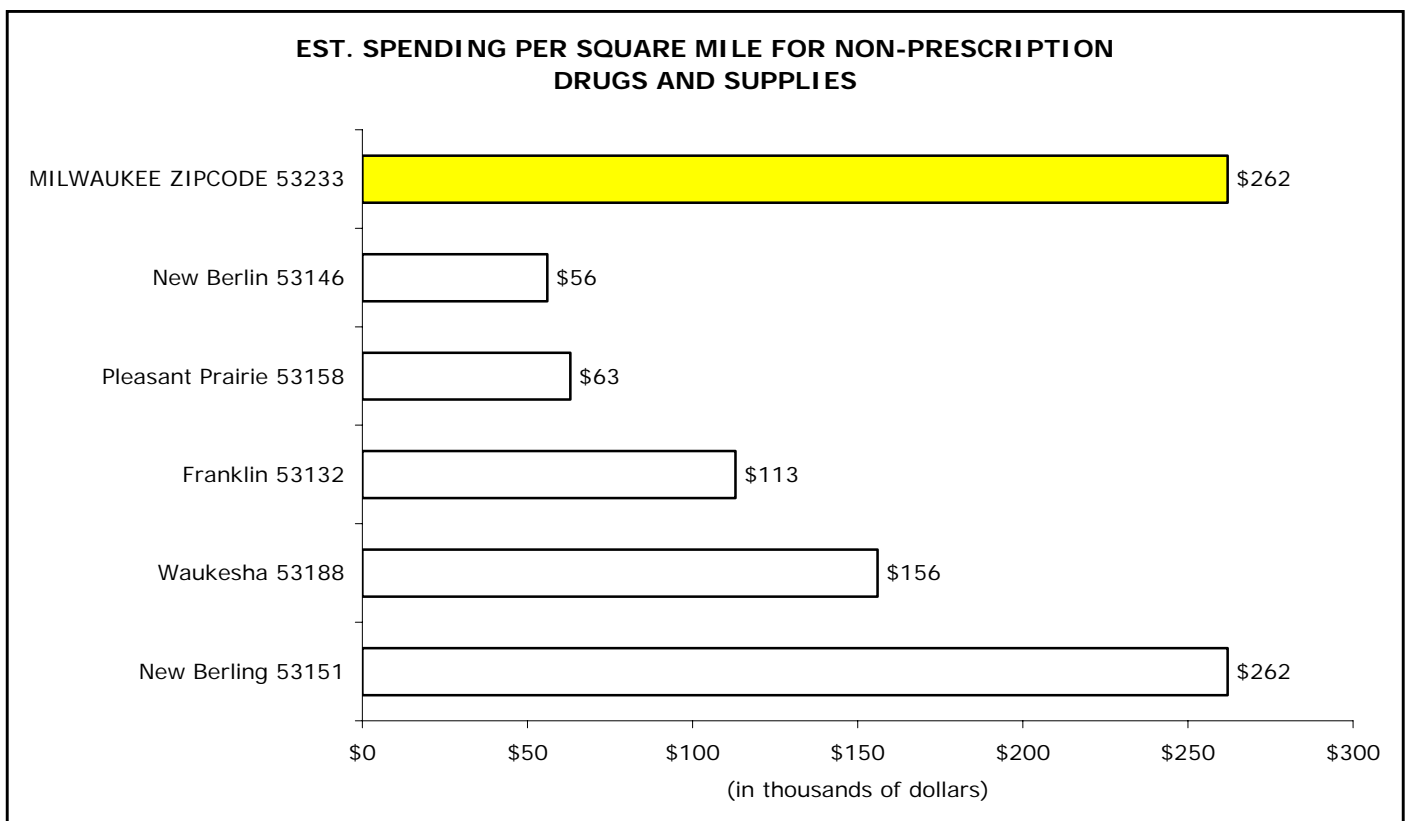 EST. SPENDING PER SQUARE MILE FOR NON-PRESCRIPTION
DRUGS AND SUPPLIES
MILWAUKEE ZIPCODE 53233
$262
New Berlin 53146
$56
Pleasant Prairie 53158
$63
Franklin 53132
$113
Waukesha 53188
$156
New Berling 53151
$262
$0 $50 $100 $150 $200 $250 $300
(in thousands of dollars)